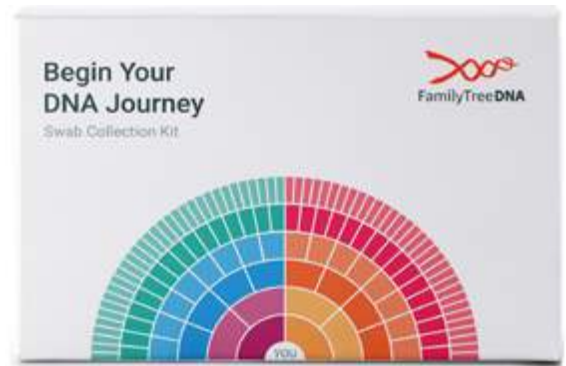 Begin Your
DNA Journey
Swab Collection Kit
FamilyTreeDNA
YOU